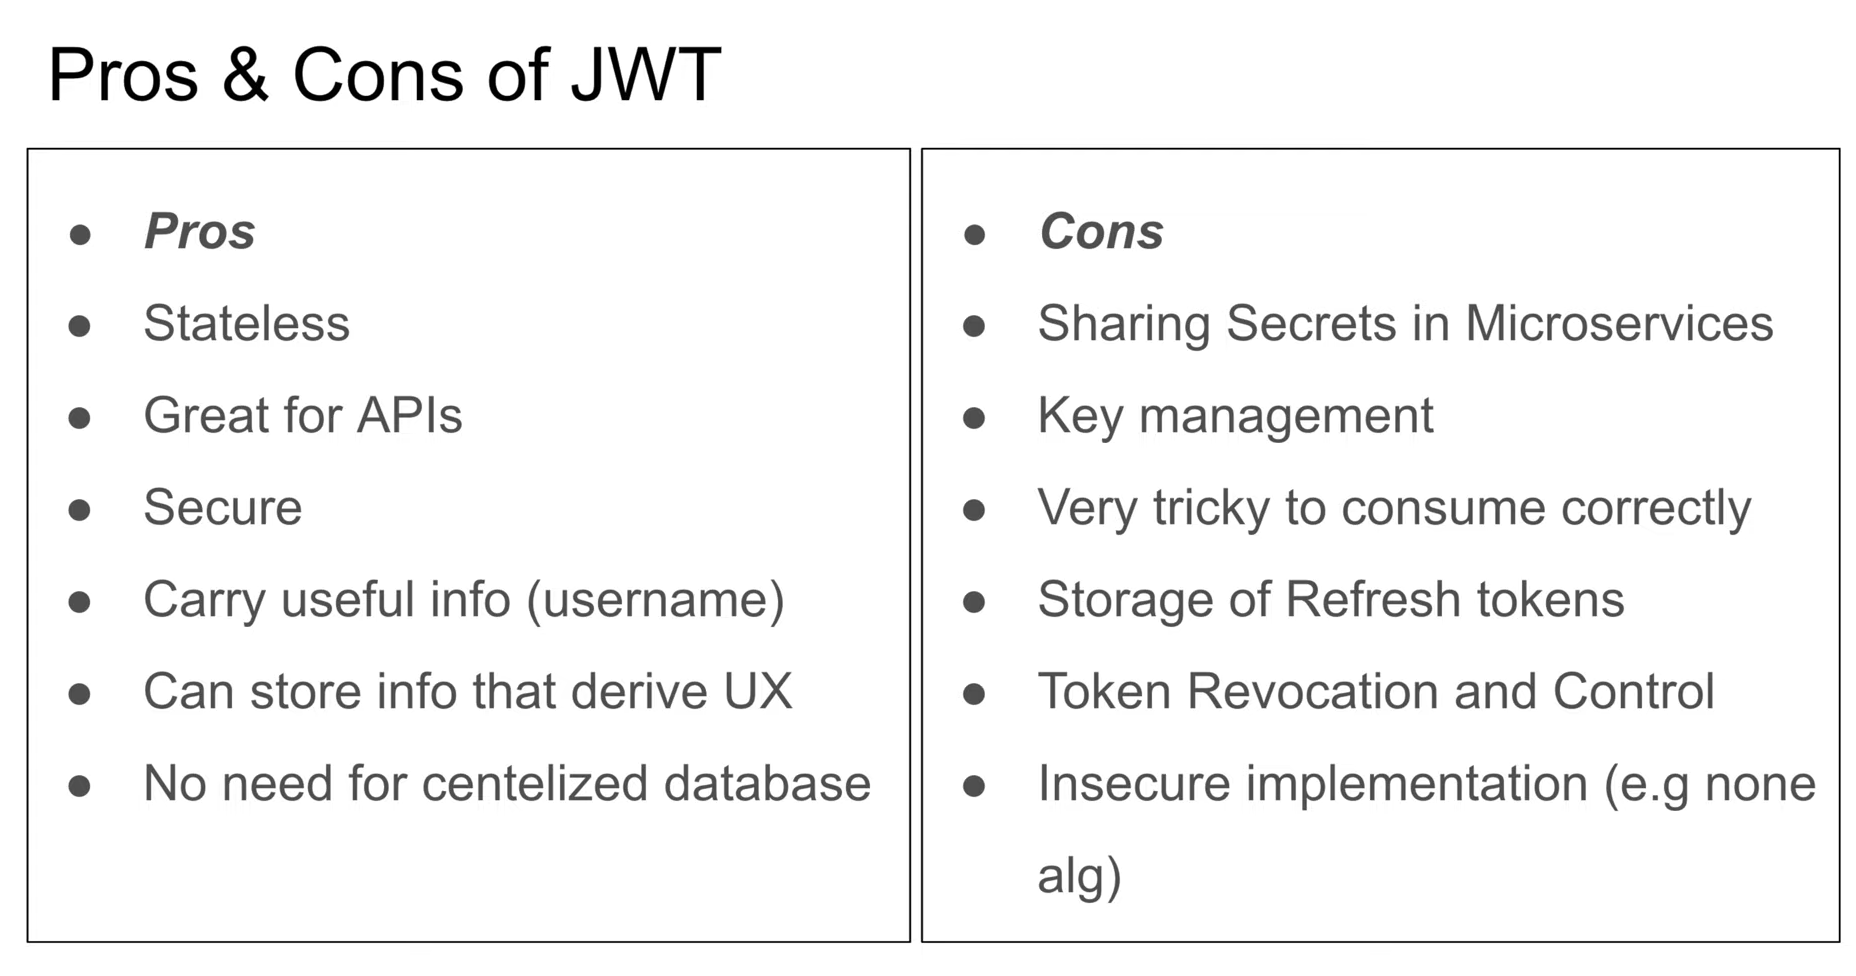 Pros & Cons of JWT
● Pros
● Stateless
● Great for APIs
● Secure
● Carry useful info (username)
● Can store info that derive UX
● No need for centelized database
● Cons
● Sharing Secrets in Microservices
● Key management
● Very tricky to consume correctly
● Storage of Refresh tokens
● Token Revocation and Control
● Insecure implementation (e.g none
alg)